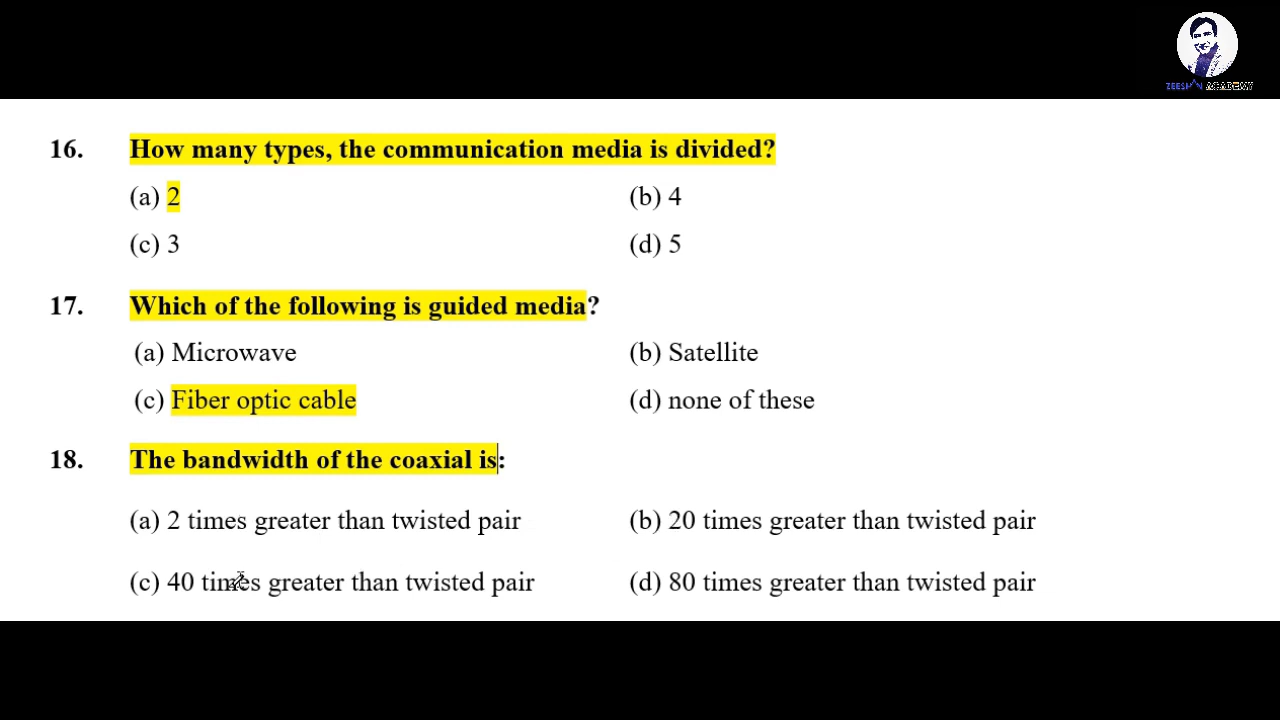 ZEESHAN ACADEMY
16. How many types, the communication media is divided?
(a) 2 (b) 4
(c) 3 (d) 5
17. Which of the following is guided media?
(a) Microwave (b) Satellite
(c) Fiber optic cable (d) none of these
18. The bandwidth of the coaxial is:
(a) 2 times greater than twisted pair (b) 20 times greater than twisted pair
(c) 40 times greater than twisted pair (d) 80 times greater than twisted pair